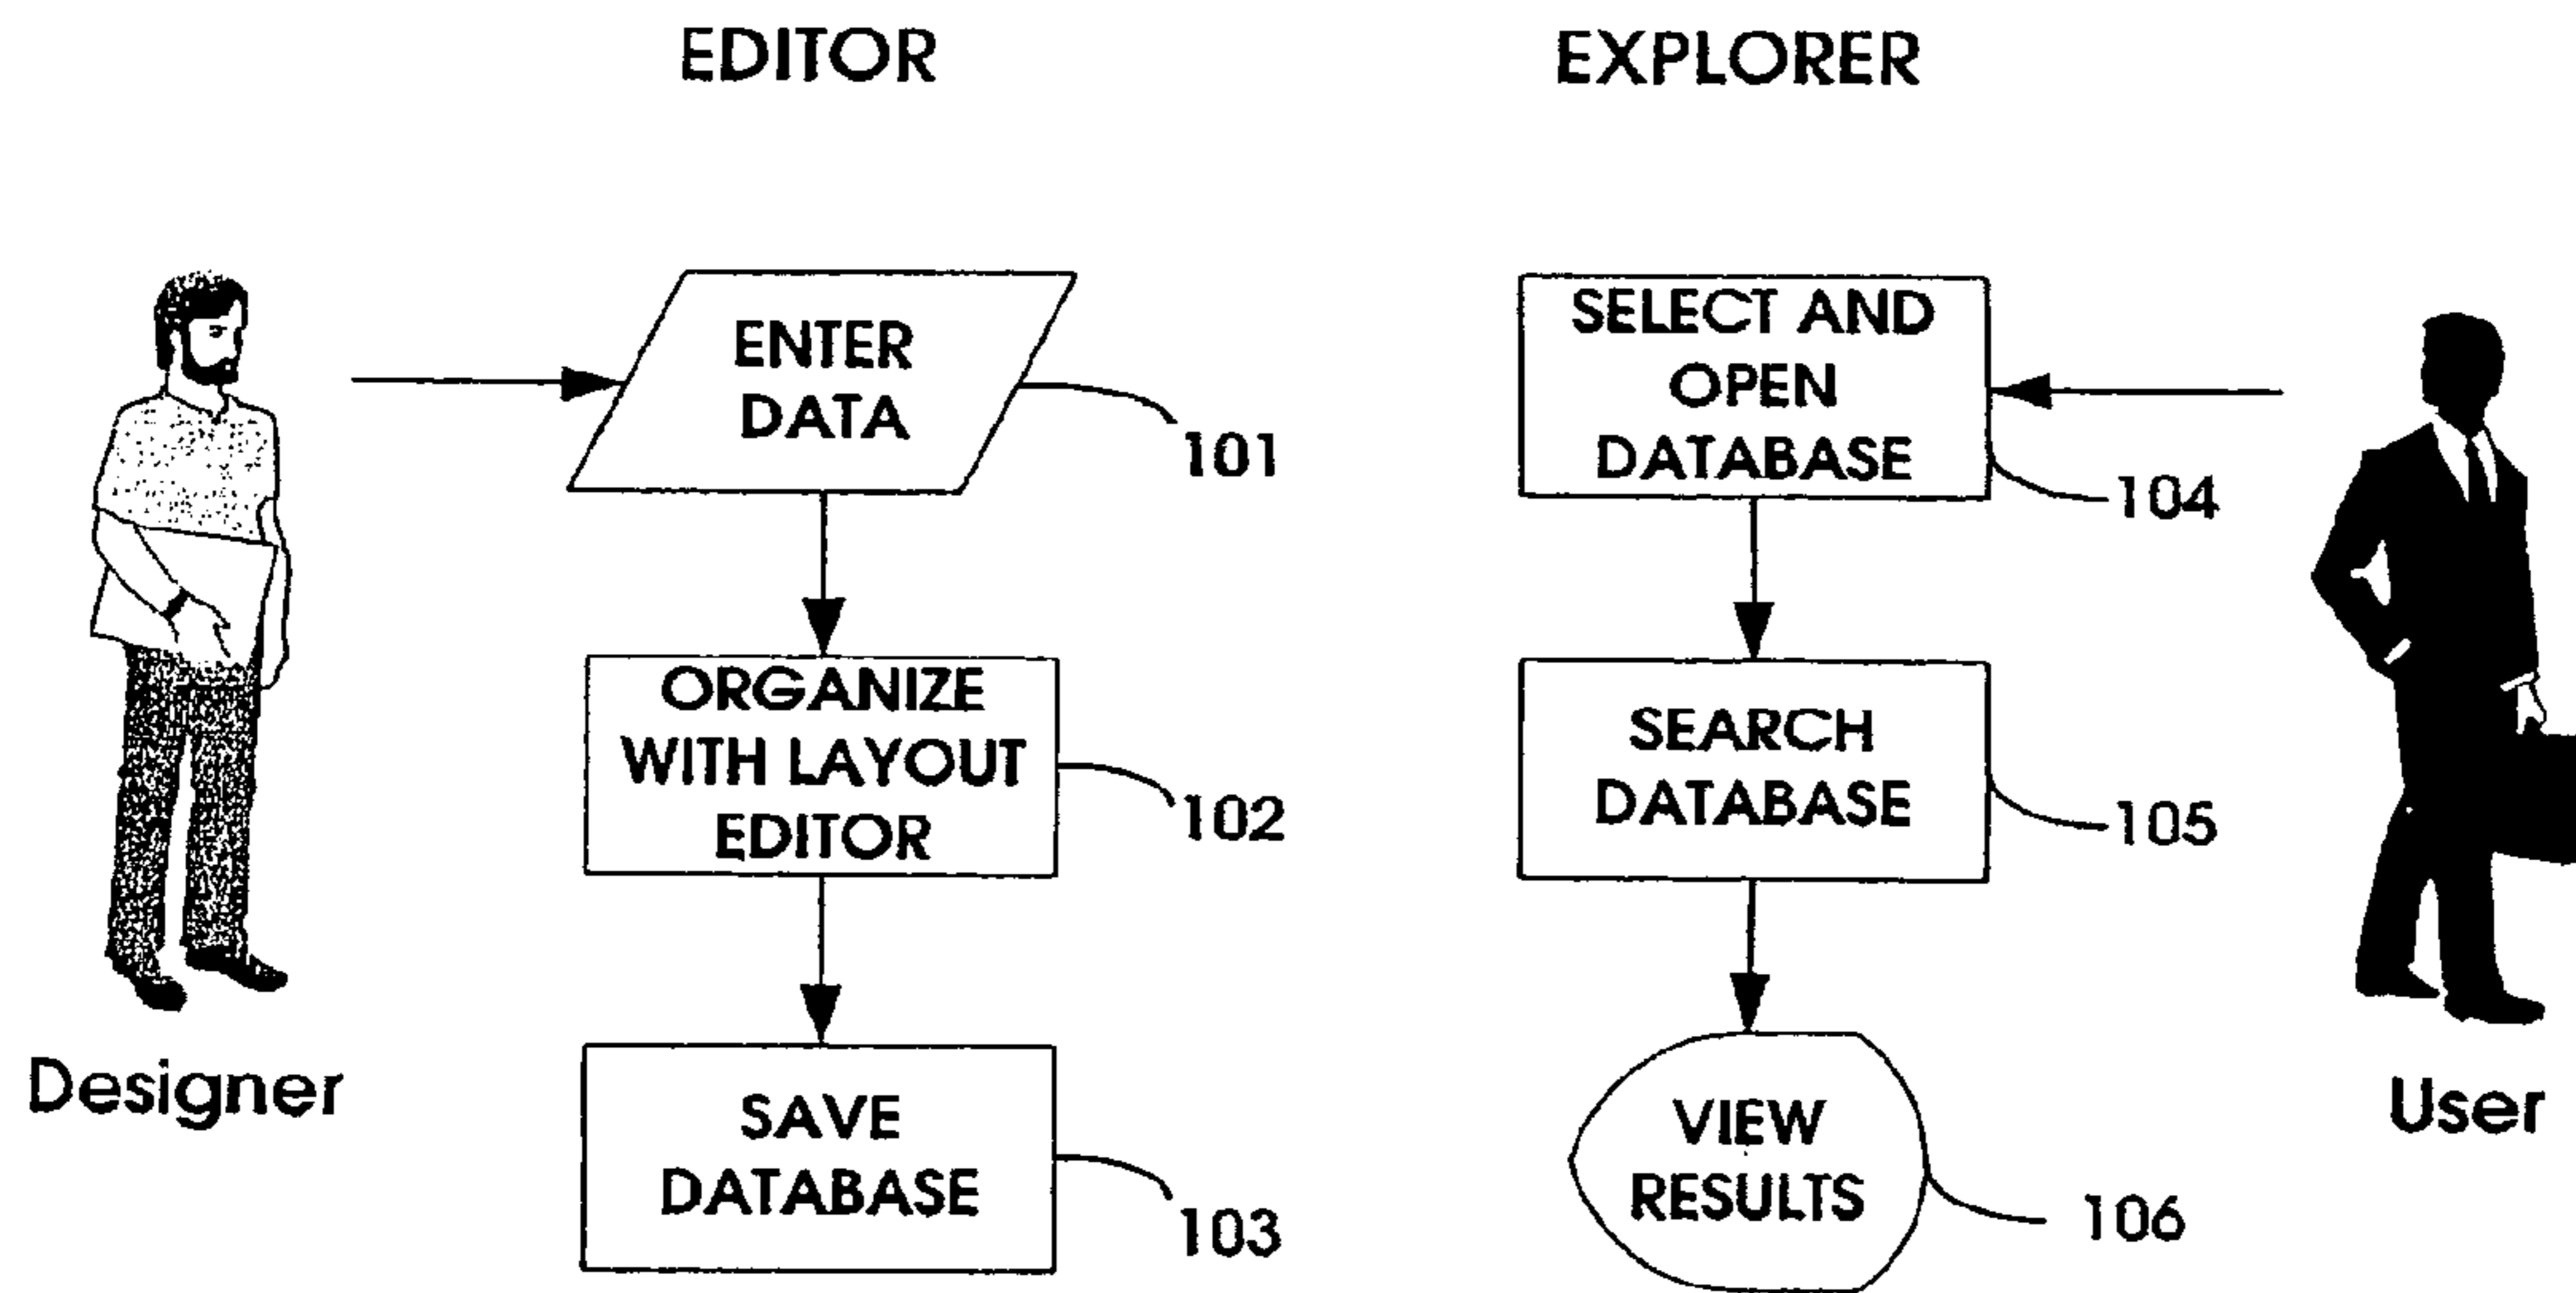 EDITOR
EXPLORER
ENTER
DATA
101
ORGANIZE
WITH LAYOUT
EDITOR
102
SAVE
DATABASE
103
Designer
SELECT AND
OPEN
DATABASE
104
SEARCH
DATABASE
105
VIEW
RESULTS
106
User